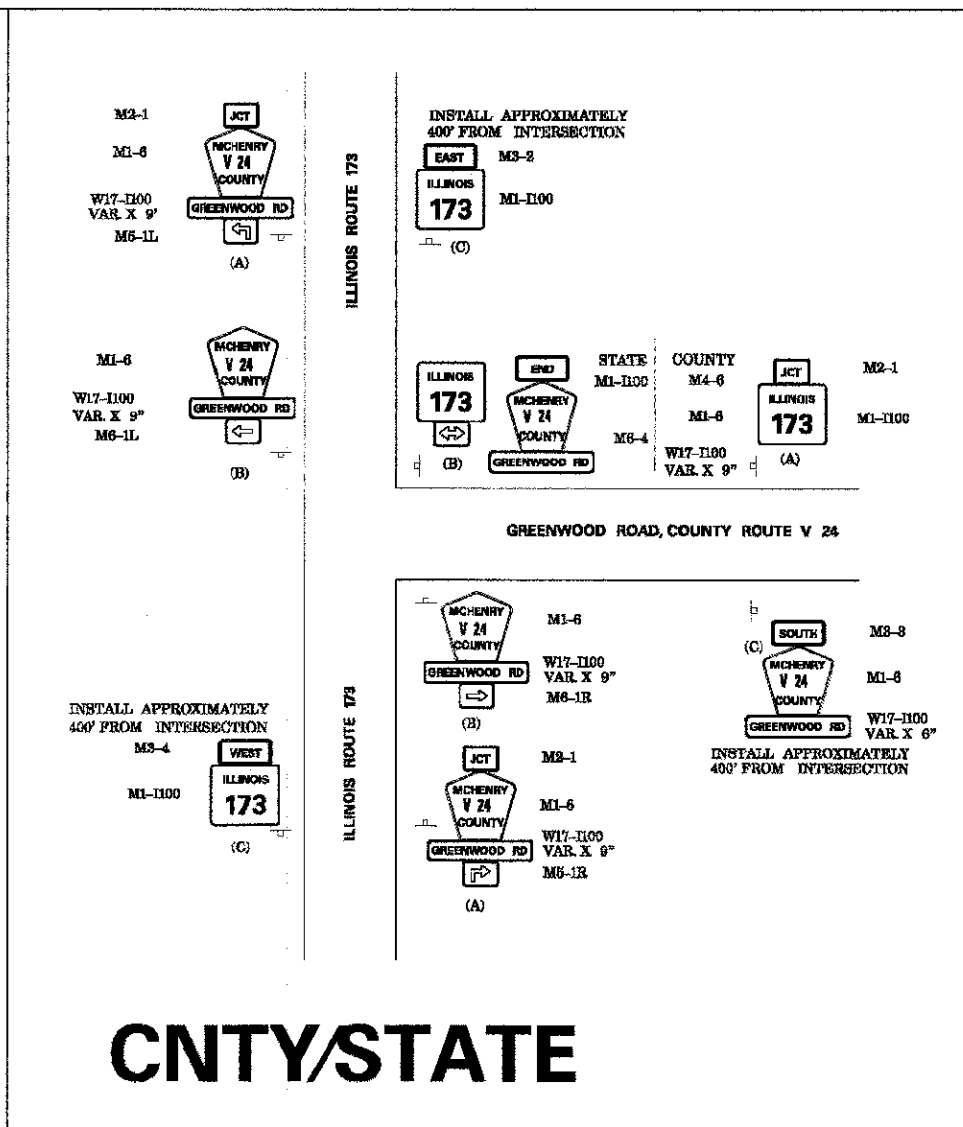 M2-1
JCT
M1-6
MCHENRY
V 24
COUNTY
W17-I100
VAR. X 9'
GREENWOOD RD
M5-1L
(A)
ILLINOIS ROUTE 173
INSTALL APPROXIMATELY
400' FROM INTERSECTION
EAST
M3-2
ILLINOIS
173
M1-I100
(C)
M1-6
MCHENRY
V 24
COUNTY
W17-I100
VAR. X 9"
GREENWOOD RD
M6-1L
(B)
ILLINOIS
173
(B)
END
MCHENRY
V 24
COUNTY
GREENWOOD RD
STATE
M1-I100
M6-4
COUNTY
M4-6
M1-6
W17-I100
VAR. X 9"
JCT
M2-1
ILLINOIS
173
M1-I100
(A)
GREENWOOD ROAD, COUNTY ROUTE V 24
MCHENRY
V 24
COUNTY
M1-6
GREENWOOD RD
W17-I100
VAR. X 9"
M6-1R
(B)
JCT
M2-1
MCHENRY
V 24
COUNTY
M1-6
GREENWOOD RD
W17-I100
VAR. X 9"
M5-1R
(A)
(C)
SOUTH
M3-3
MCHENRY
V 24
COUNTY
M1-6
GREENWOOD RD
W17-I100
VAR. X 6"
INSTALL APPROXIMATELY
400' FROM INTERSECTION
ILLINOIS ROUTE 173
INSTALL APPROXIMATELY
400' FROM INTERSECTION
M3-4
WEST
M1-I100
ILLINOIS
173
(C)
CNTY/STATE